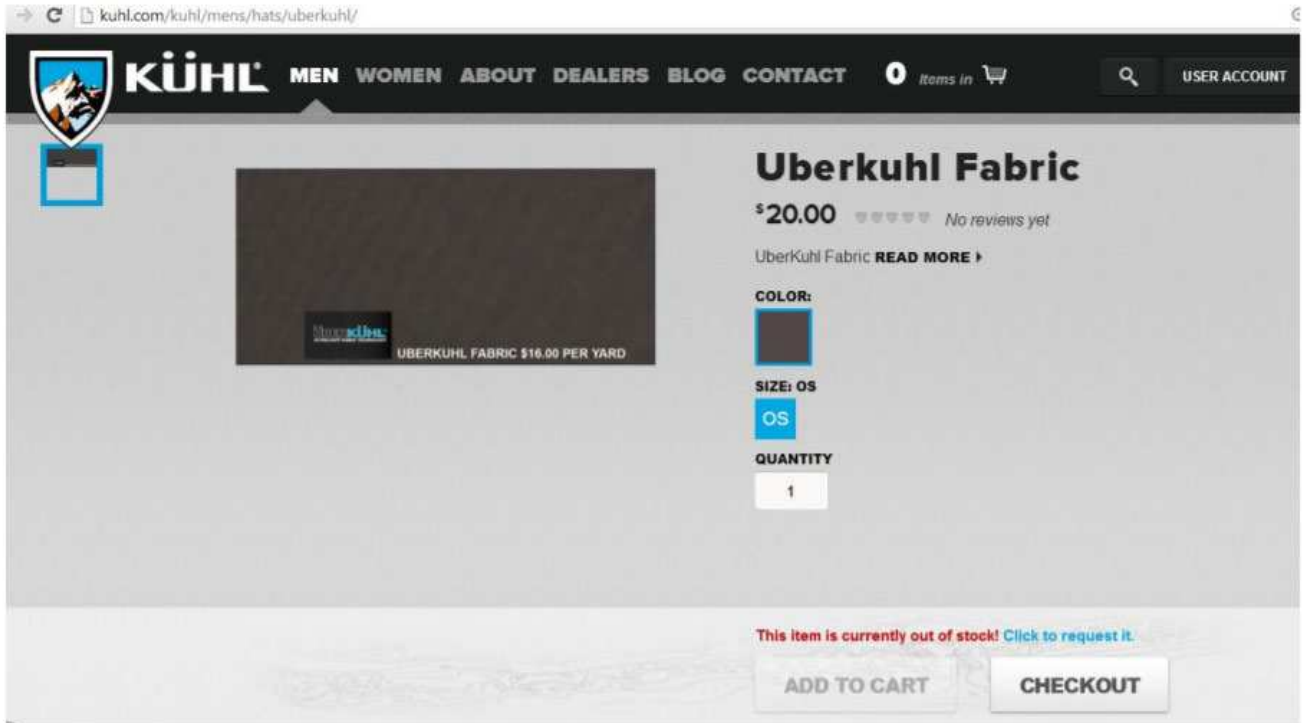 kuhl.com/kuhl/mens/hats/uberkuhl/
KÜHL® MEN WOMEN ABOUT DEALERS BLOG CONTACT 0 Items in USER ACCOUNT
Uberkuhl Fabric
$20.00 No reviews yet
UberKuhl Fabric READ MORE
COLOR:
KÜHL
UBERKUHL FABRIC $16.00 PER YARD
SIZE: OS
OS
QUANTITY
1
This item is currently out of stock! Click to request it.
ADD TO CART CHECKOUT